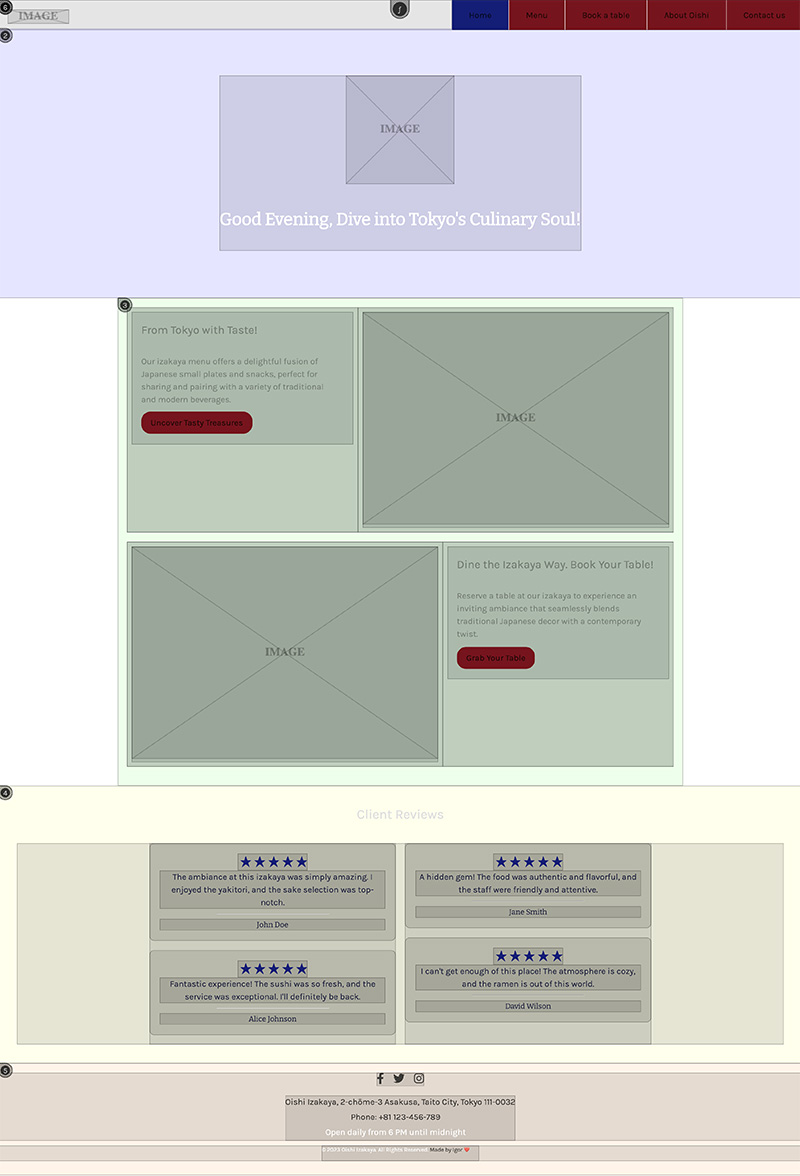 6
IMAGE
1
Home
Menu
Book a table
About Oishi
Contact us
2
IMAGE
Good Evening, Dive into Tokyo's Culinary Soul!
3
From Tokyo with Taste!
Our izakaya menu offers a delightful fusion of
Japanese small plates and snacks, perfect for
sharing and pairing with a variety of traditional
and modern beverages.
Uncover Tasty Treasures
IMAGE
IMAGE
Dine the Izakaya Way. Book Your Table!
Reserve a table at our izakaya to experience an
inviting ambiance that seamlessly blends
traditional Japanese decor with a contemporary
twist.
Grab Your Table
4
Client Reviews
The ambiance at this izakaya was simply amazing. I
enjoyed the yakitori, and the sake selection was top-
notch.
John Doe
A hidden gem! The food was authentic and flavorful, and
the staff were friendly and attentive.
Jane Smith
Fantastic experience! The sushi was so fresh, and the
service was exceptional. I'll definitely be back.
Alice Johnson
I can't get enough of this place! The atmosphere is cozy,
and the ramen is out of this world.
David Wilson
5
Oishi Izakaya, 2-chōme-3 Asakusa, Taito City, Tokyo 111-0032
Phone: +81 123-456-789
Open daily from 6 PM until midnight
© 2023 Oishi Izakaya. All Rights Reserved. Made by Igor